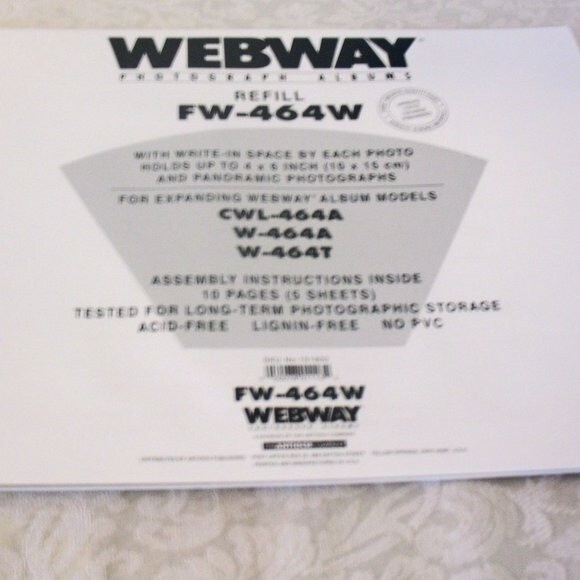 WEBWAY
PHOTOGRAPH ALBUMS
REFILL
FW-464W
WITH WRITE-IN SPACE BY EACH PHOTO
HOLDS UP TO 4 x 6 INCH (10 x 15 cm)
AND PANORAMIC PHOTOGRAPHS
FOR EXPANDING WEBWAY ALBUM MODELS
CWL-464A
W-464A
W-464T
ASSEMBLY INSTRUCTIONS INSIDE
10 PAGES (5 SHEETS)
TESTED FOR LONG-TERM PHOTOGRAPHIC STORAGE
ACID-FREE LIGNIN-FREE NO PVC
FW-464W
WEBWAY
PHOTOGRAPH ALBUMS